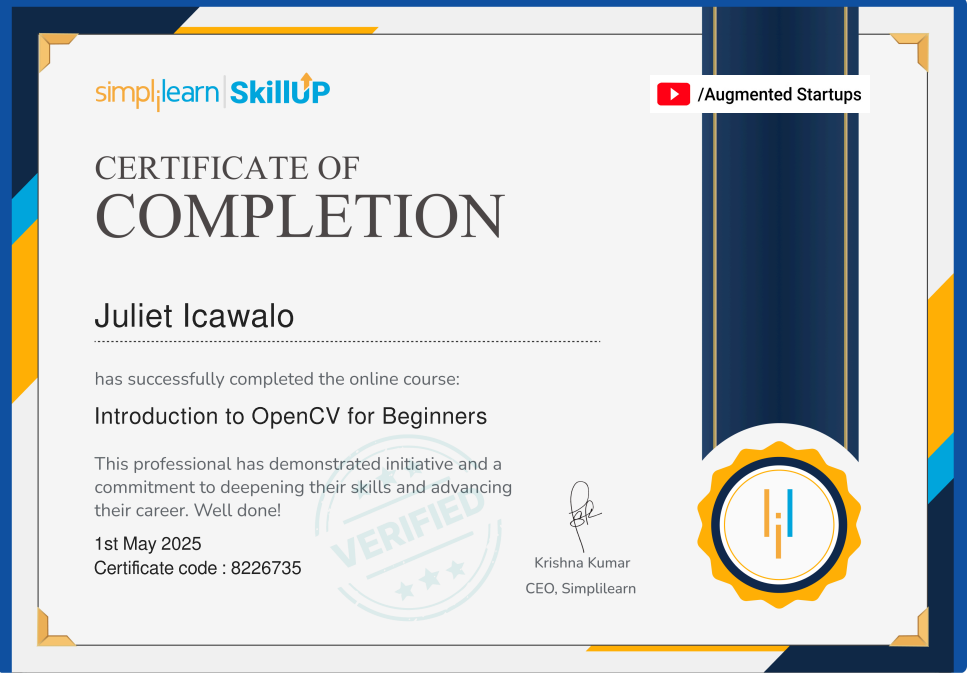 simplilearn | SkillUP
/Augmented Startups
CERTIFICATE OF
COMPLETION
Juliet Icawalo
has successfully completed the online course:
Introduction to OpenCV for Beginners
This professional has demonstrated initiative and a
commitment to deepening their skills and advancing
their career. Well done!
VERIFIED
1st May 2025
Certificate code : 8226735
Krishna Kumar
CEO, Simplilearn